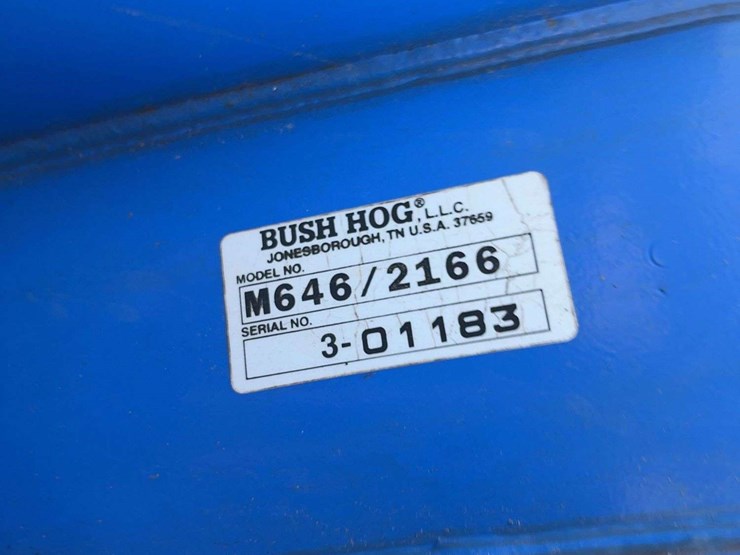 BUSH HOG®, L.L.C.
JONESBOROUGH, TN U.S.A. 37659
MODEL NO.
M646/2166
SERIAL NO.
3-01183